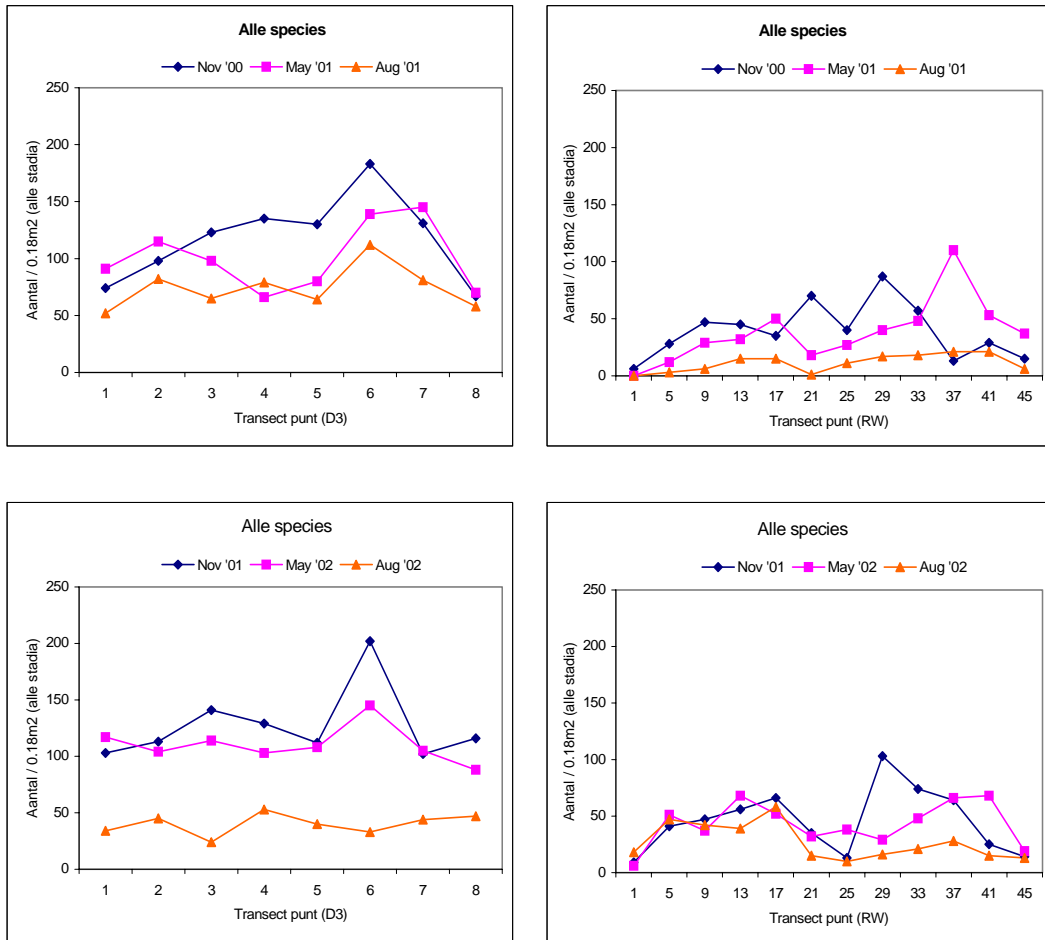 Alle species
Nov '00 May '01 Aug '01
250
200
150
100
50
0
Aantal / 0.18m2 (alle stadia)
1 2 3 4 5 6 7 8
Transect punt (D3)
Alle species
Nov '00 May '01 Aug '01
250
200
150
100
50
0
Aantal / 0.18m2 (alle stadia)
1 5 9 13 17 21 25 29 33 37 41 45
Transect punt (RW)
Alle species
Nov '01 May '02 Aug '02
250
200
150
100
50
0
Aantal / 0.18m2 (alle stadia)
1 2 3 4 5 6 7 8
Transect punt (D3)
Alle species
Nov '01 May '02 Aug '02
250
200
150
100
50
0
Aantal / 0.18m2 (alle stadia)
1 5 9 13 17 21 25 29 33 37 41 45
Transect punt (RW)